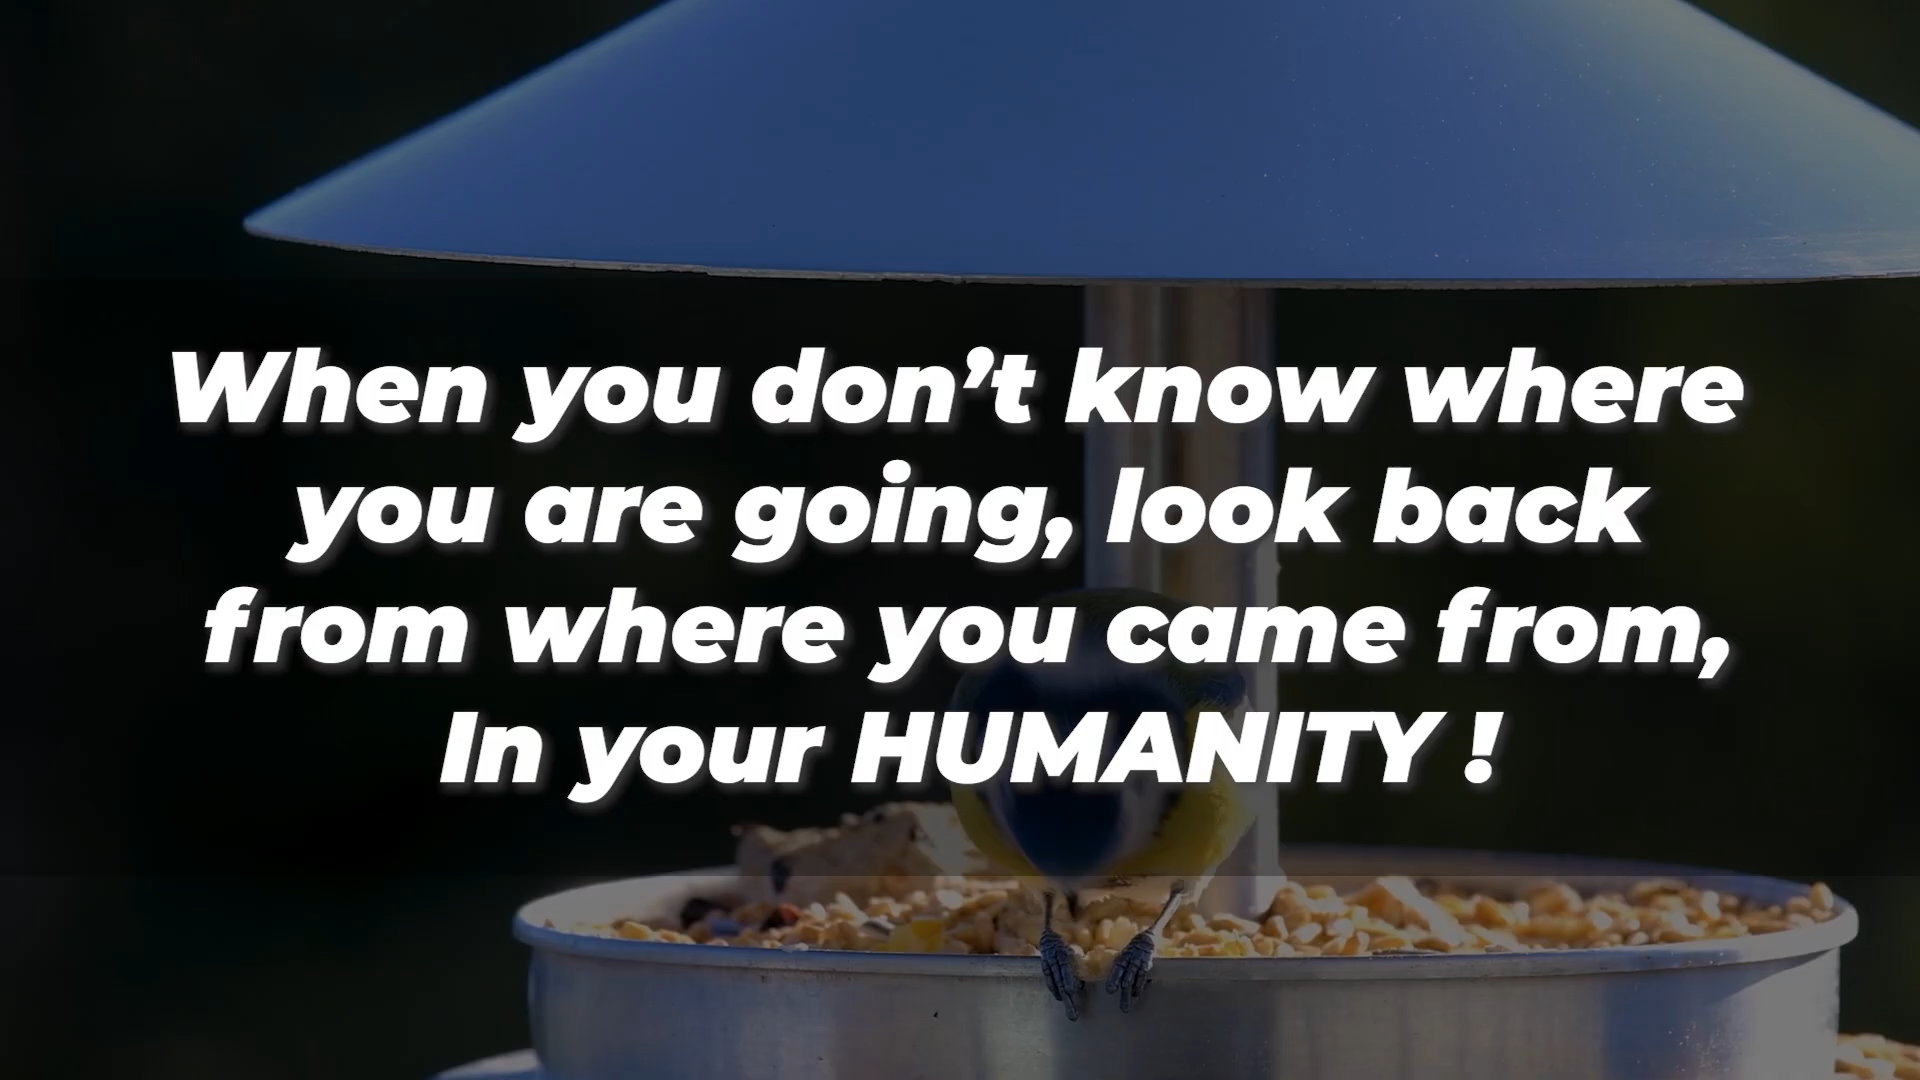 When you don’t know where
you are going, look back
from where you came from,
In your HUMANITY !